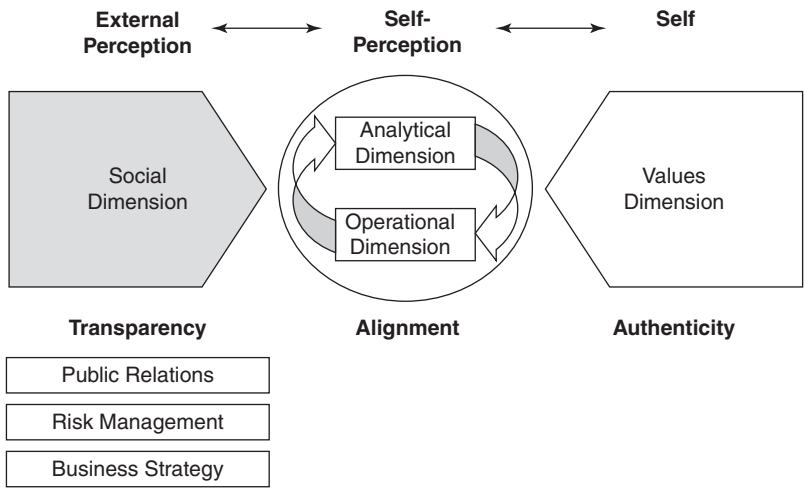 External
Perception
Self-
Perception
Self
Social
Dimension
Analytical
Dimension
Operational
Dimension
Values
Dimension
Transparency
Alignment
Authenticity
Public Relations
Risk Management
Business Strategy